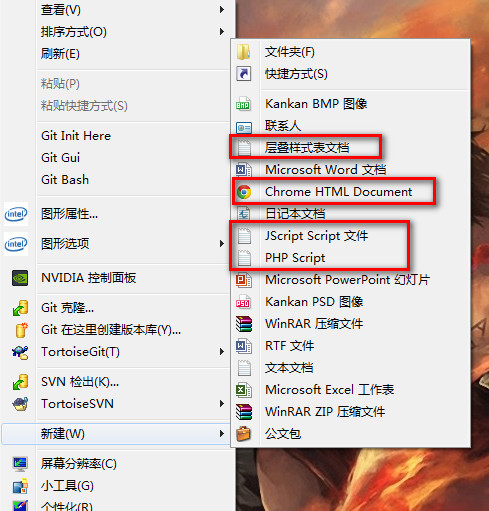 查看(V)
排序方式(O)
刷新(E)
粘贴(P)
粘贴快捷方式(S)
Git Init Here
Git Gui
Git Bash
intel
图形属性...
intel
图形选项
NVIDIA 控制面板
Git 克隆...
Git 在这里创建版本库(Y)...
TortoiseGit(T)
SVN 检出(K)...
TortoiseSVN
新建(W)
屏幕分辨率(C)
小工具(G)
个性化(R)
文件夹(F)
快捷方式(S)
BMP
Kankan BMP 图像
联系人
层叠样式表文档
Microsoft Word 文档
Chrome HTML Document
日记本文档
JScript Script 文件
PHP Script
Microsoft PowerPoint 幻灯片
PSD
Kankan PSD 图像
WinRAR 压缩文件
RTF 文件
文本文档
Microsoft Excel 工作表
WinRAR ZIP 压缩文件
公文包